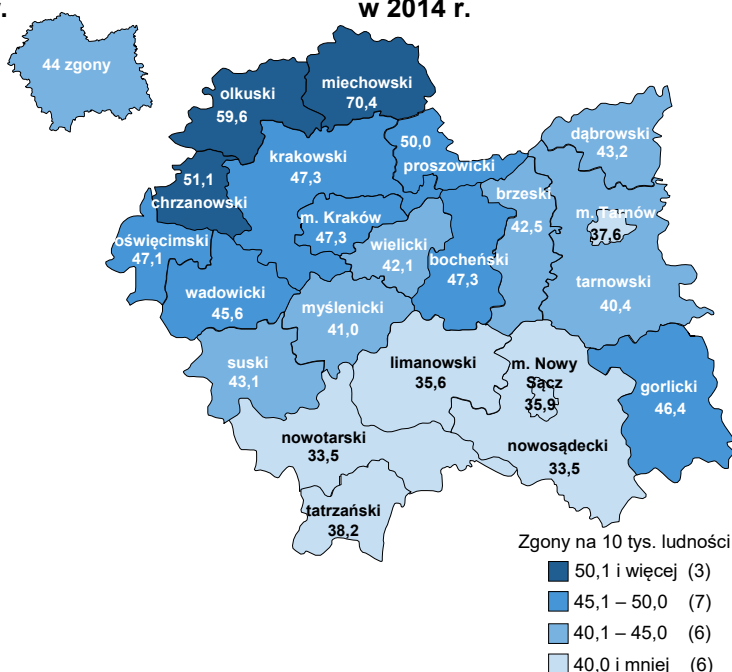 r.
w 2014 r.
44 zgony
miechowski
70,4
olkuski
59,6
50,0
proszowicki
dąbrowski
43,2
krakowski
47,3
51,1
chrzanowski
brzeski
42,5
m. Tarnów
37,6
m. Kraków
47,3
oświęcimski
47,1
wielicki
42,1
bocheński
47,3
tarnowski
40,4
wadowicki
45,6
myślenicki
41,0
suski
43,1
limanowski
35,6
m. Nowy
Sącz
35,9
gorlicki
46,4
nowotarski
33,5
nowosądecki
33,5
tatrzański
38,2
Zgony na 10 tys. ludności
50,1 i więcej (3)
45,1 – 50,0 (7)
40,1 – 45,0 (6)
40,0 i mniej (6)